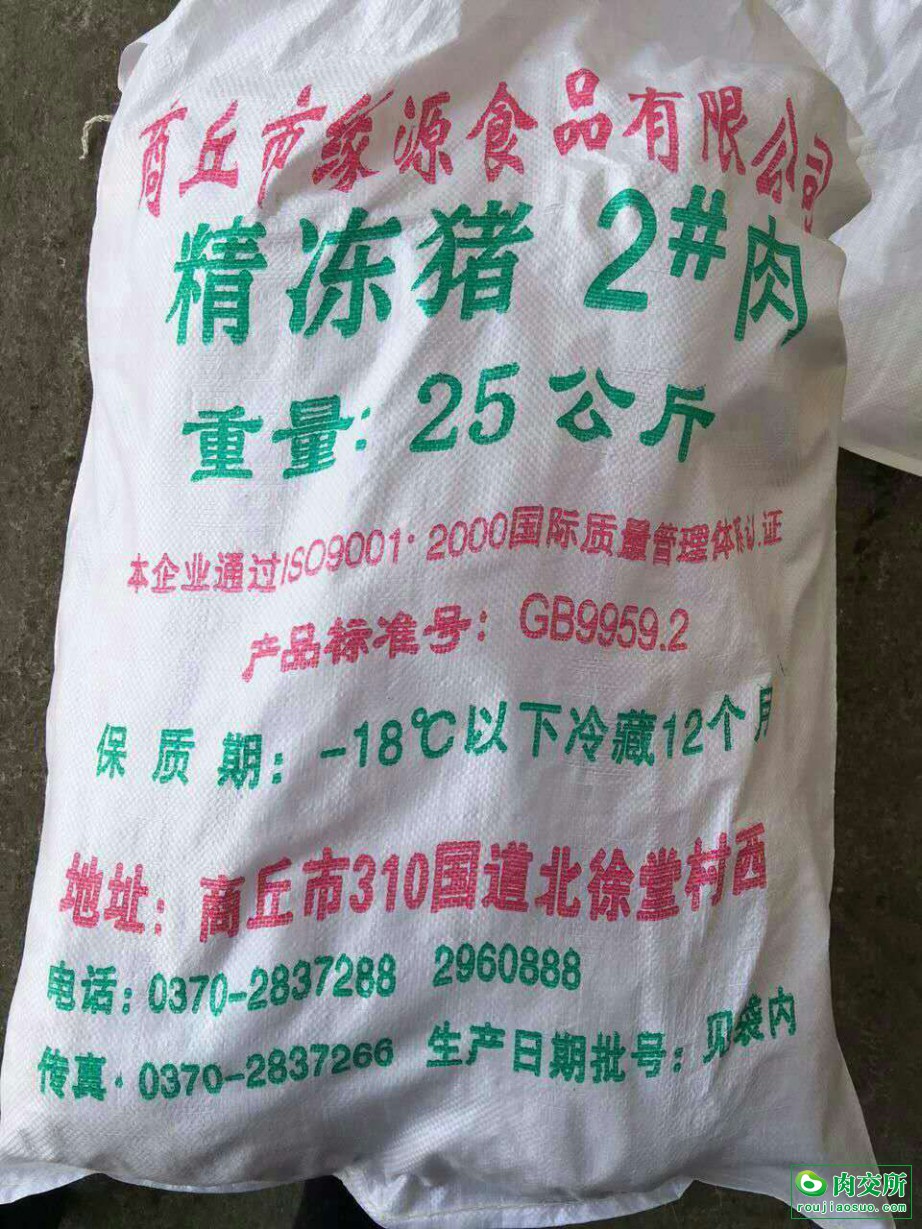 商丘市缘源食品有限公司
精冻猪 2#肉
重量：25公斤
本企业通过ISO9001·2000国际质量管理体系认证
产品标准号：GB9959.2
保质期：-18℃以下冷藏12个月
地址：商丘市310国道北徐堂村西
电话：0370-2837288 2960888
传真·0370-2837266 生产日期批号：见袋内
肉交所
roujiaosuo.com